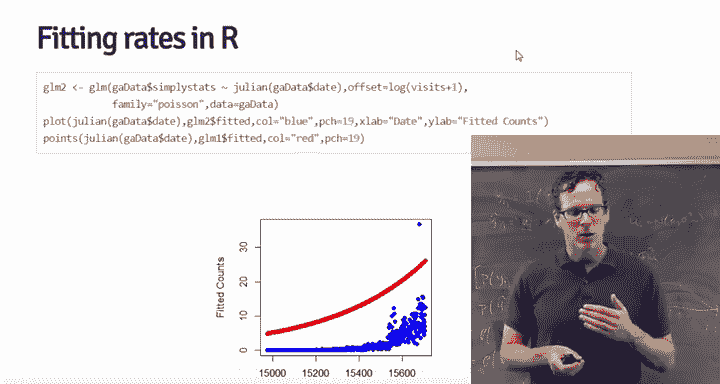 Fitting rates in R
glm2 <- glm(gaData$simplystats ~ julian(gaData$date),offset=log(visits+1),
family="poisson",data=gaData)
plot(julian(gaData$date),glm2$fitted,col="blue",pch=19,xlab="Date",ylab="Fitted Counts")
points(julian(gaData$date),glm1$fitted,col="red",pch=19)
Fitted Counts
30
20
10
0
15000 15200 15400 15600